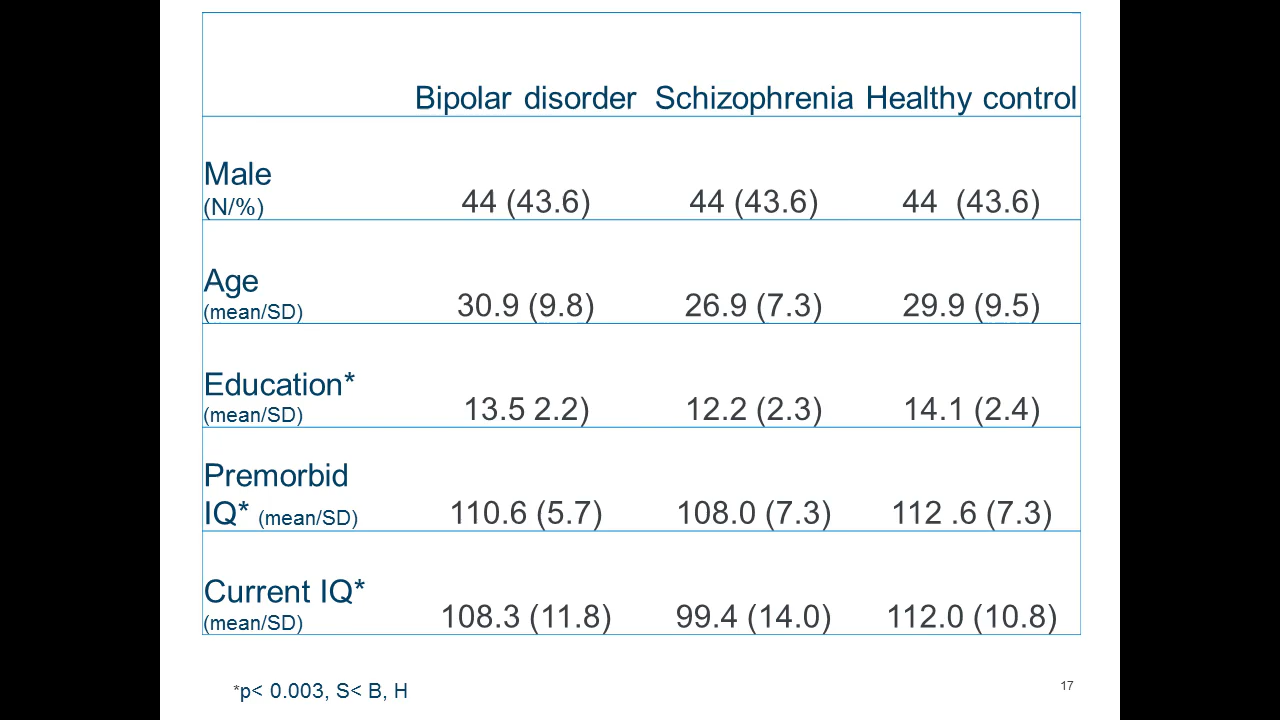 Bipolar disorder Schizophrenia Healthy control
Male
(N/%) 44 (43.6) 44 (43.6) 44 (43.6)
Age
(mean/SD) 30.9 (9.8) 26.9 (7.3) 29.9 (9.5)
Education*
(mean/SD) 13.5 2.2) 12.2 (2.3) 14.1 (2.4)
Premorbid
IQ* (mean/SD) 110.6 (5.7) 108.0 (7.3) 112 .6 (7.3)
Current IQ*
(mean/SD) 108.3 (11.8) 99.4 (14.0) 112.0 (10.8)
*p< 0.003, S< B, H
17